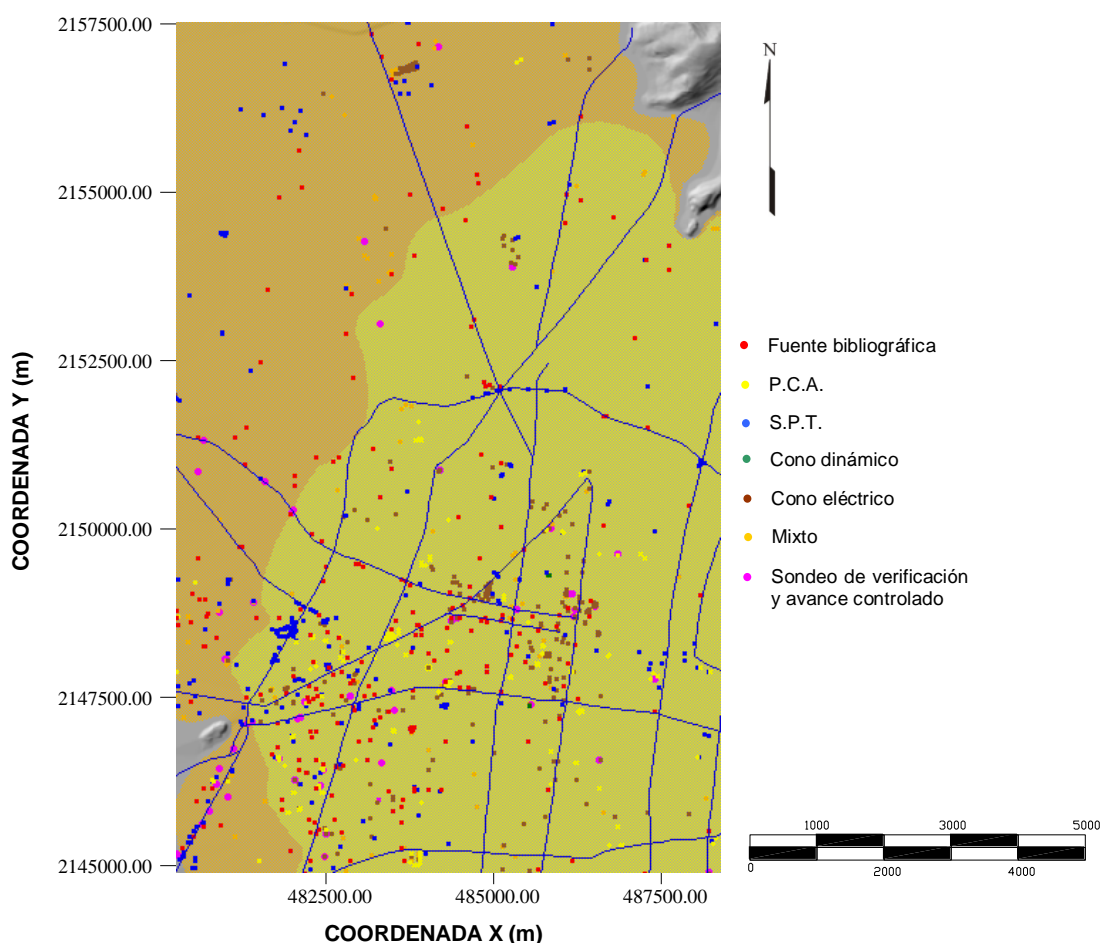 2157500.00
2155000.00
2152500.00
2150000.00
2147500.00
2145000.00
COORDENADA Y (m)
482500.00
485000.00
487500.00
COORDENADA X (m)
N
Fuente bibliográfica
P.C.A.
S.P.T.
Cono dinámico
Cono eléctrico
Mixto
Sondeo de verificación
y avance controlado
1000
3000
5000
0
2000
4000